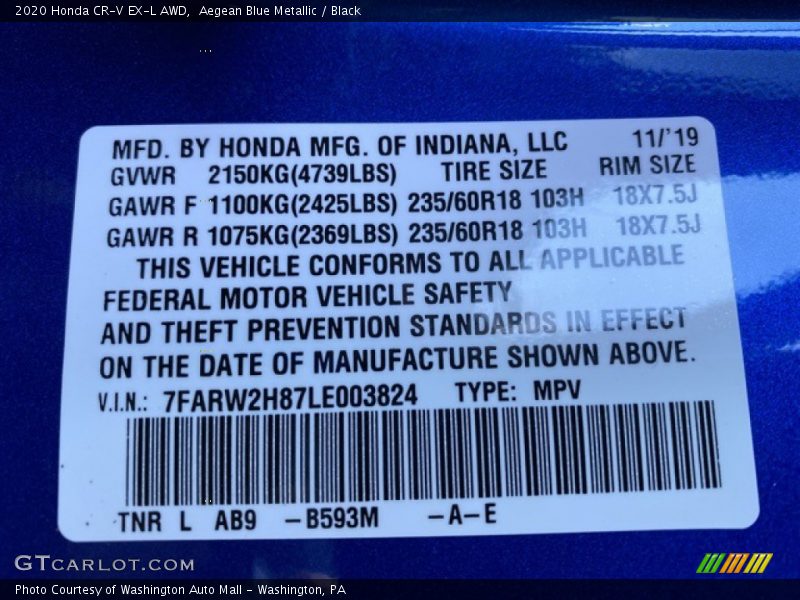 2020 Honda CR-V EX-L AWD,  Aegean Blue Metallic / Black
MFD. BY HONDA MFG. OF INDIANA, LLC 11/'19
GVWR 2150KG(4739LBS) TIRE SIZE RIM SIZE
GAWR F 1100KG(2425LBS) 235/60R18 103H 18X7.5J
GAWR R 1075KG(2369LBS) 235/60R18 103H 18X7.5J
THIS VEHICLE CONFORMS TO ALL APPLICABLE
FEDERAL MOTOR VEHICLE SAFETY
AND THEFT PREVENTION STANDARDS IN EFFECT
ON THE DATE OF MANUFACTURE SHOWN ABOVE.
V.I.N.: 7FARW2H87LE003824 TYPE: MPV
TNR L AB9 -B593M -A-E
GTCARLOT.COM
Photo Courtesy of Washington Auto Mall - Washington, PA